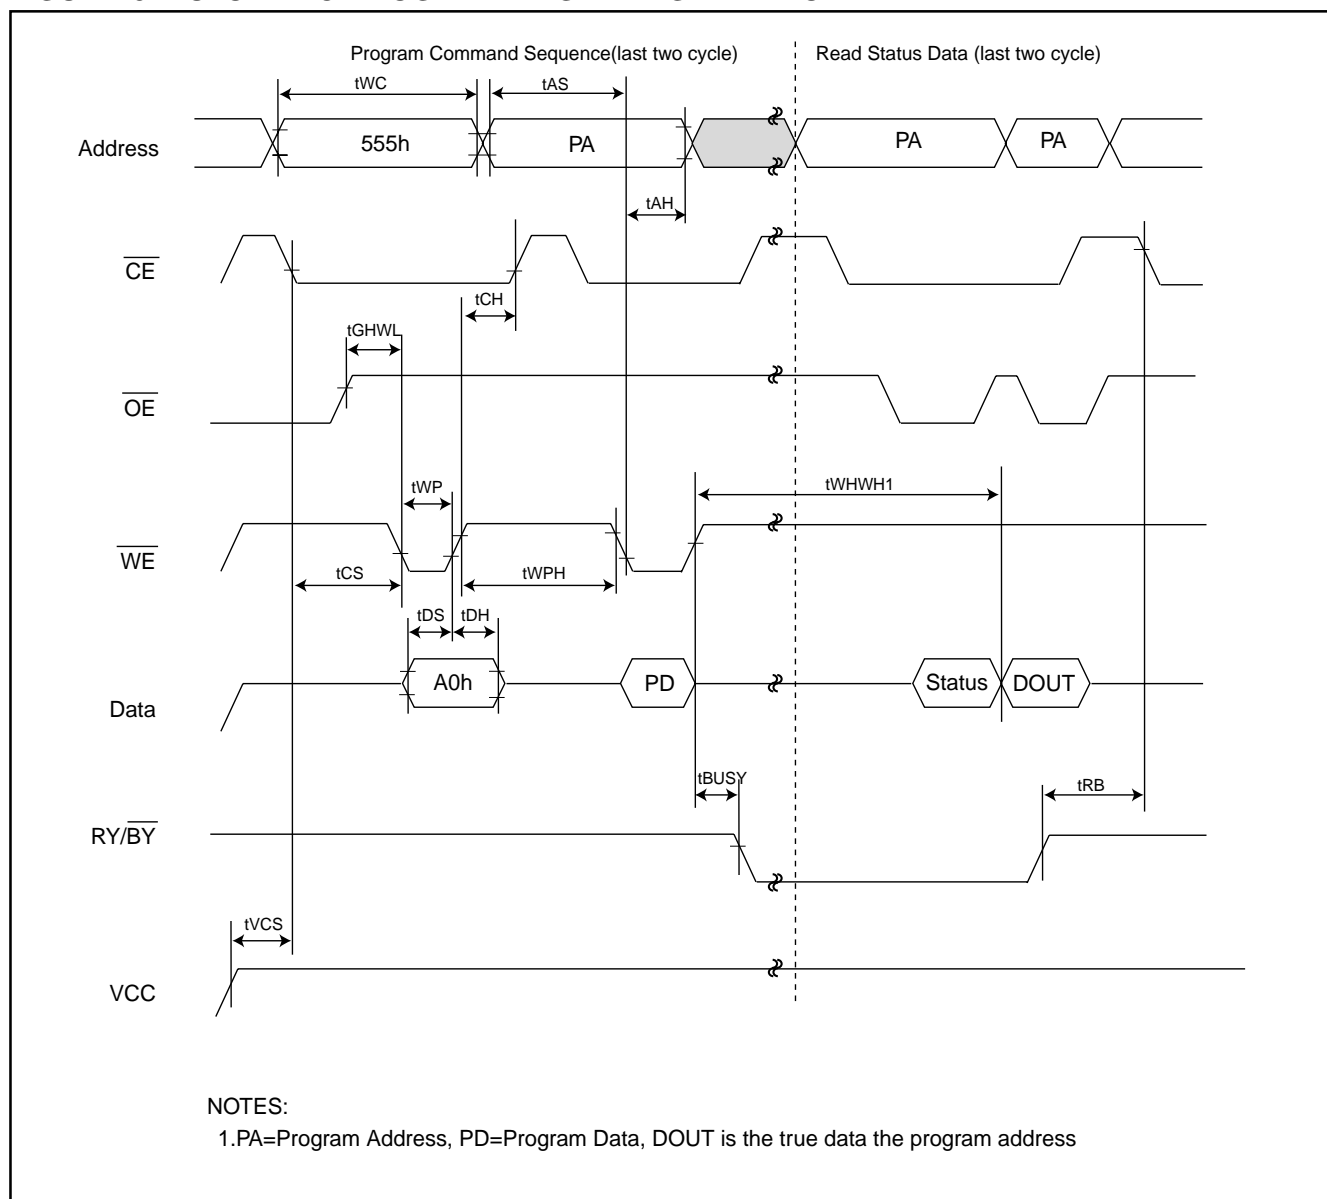 Program Command Sequence(last two cycle)
Read Status Data (last two cycle)
tWC
tAS
Address
555h
PA
PA
PA
tAH
CE
tCH
tGHWL
OE
tWP
tWHWH1
WE
tCS
tWPH
tDS
tDH
Data
A0h
PD
Status
DOUT
tBUSY
tRB
RY/BY
tVCS
VCC
NOTES:
1.PA=Program Address, PD=Program Data, DOUT is the true data the program address